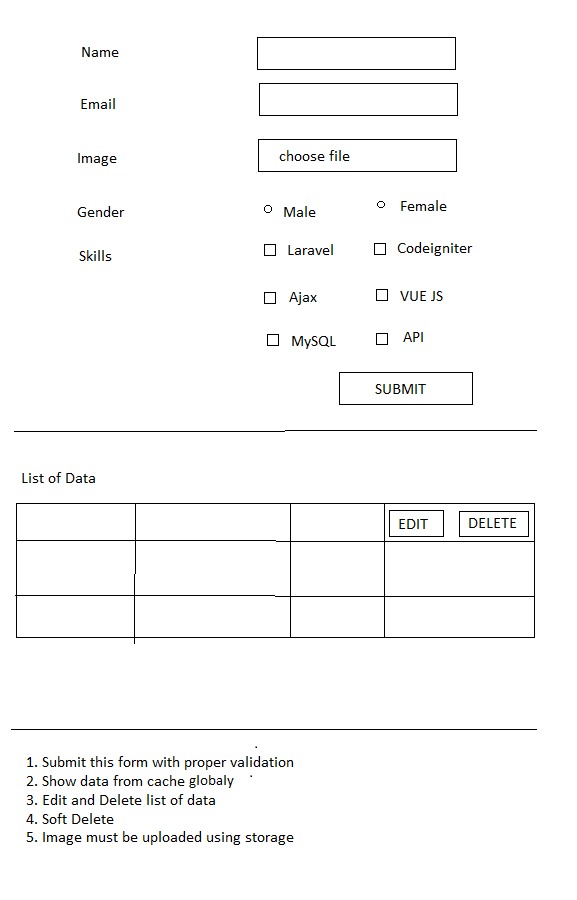 Name
Email
Image choose file
Gender Male Female
Skills Laravel Codeigniter
Ajax VUE JS
MySQL API
SUBMIT
List of Data
EDIT DELETE
1. Submit this form with proper validation
2. Show data from cache globaly
3. Edit and Delete list of data
4. Soft Delete
5. Image must be uploaded using storage